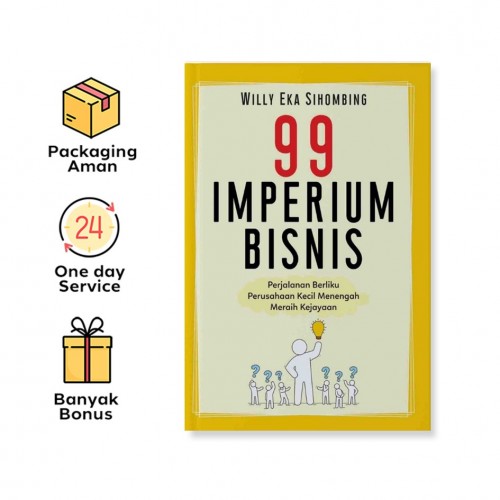 Packaging
Aman
24
One day
Service
Banyak
Bonus
WILLY EKA SIHOMBING
99
IMPERIUM
BISNIS
Perjalanan Berliku
Perusahaan Kecil Menengah
Meraih Kejayaan
? ? ? ? ? ?